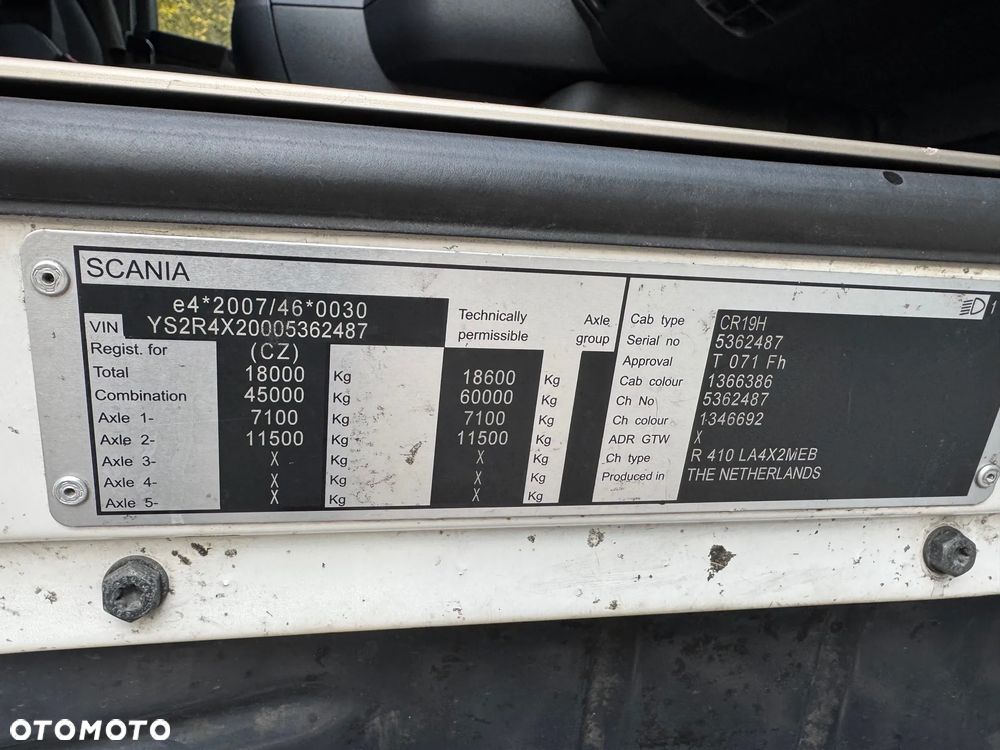 SCANIA
e4*2007/46*0030
VIN YS2R4X20005362487
Regist. for (CZ)
Technically permissible Axle group
Total 18000 Kg 18600 Kg
Combination 45000 Kg 60000 Kg
Axle 1- 7100 Kg 7100 Kg
Axle 2- 11500 Kg 11500 Kg
Axle 3- X Kg X Kg
Axle 4- X Kg X Kg
Axle 5- X Kg X Kg
1
Cab type CR19H
Serial no 5362487
Approval T 071 Fh
Cab colour 1366386
Ch No 5362487
Ch colour 1346692
ADR GTW X
Ch type R 410 LA4X2MEB
Produced in THE NETHERLANDS
OTOMOTO